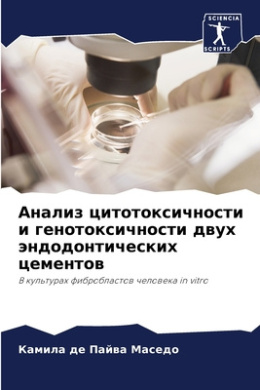 SCIENCIA
SCRIPTS
Анализ цитотоксичности
и генотоксичности двух
эндодонтических
цементов
В культурах фибробластов человека in vitro
Камила де Пайва Маседо